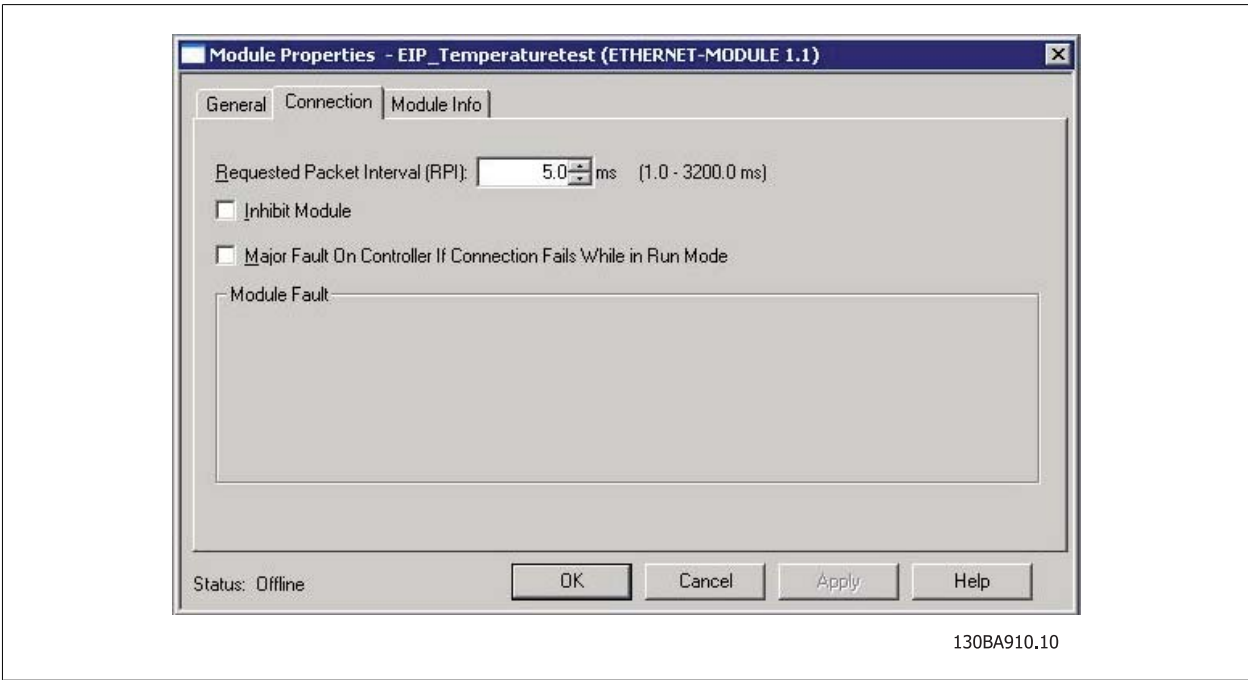 Module Properties - EIP_Temperaturetest (ETHERNET-MODULE 1.1)
General Connection Module Info
Requested Packet Interval (RPI): 5.0 ms (1.0 - 3200.0 ms)
Inhibit Module
Major Fault On Controller If Connection Fails While in Run Mode
Module Fault
Status: Offline OK Cancel Apply Help
130BA910.10